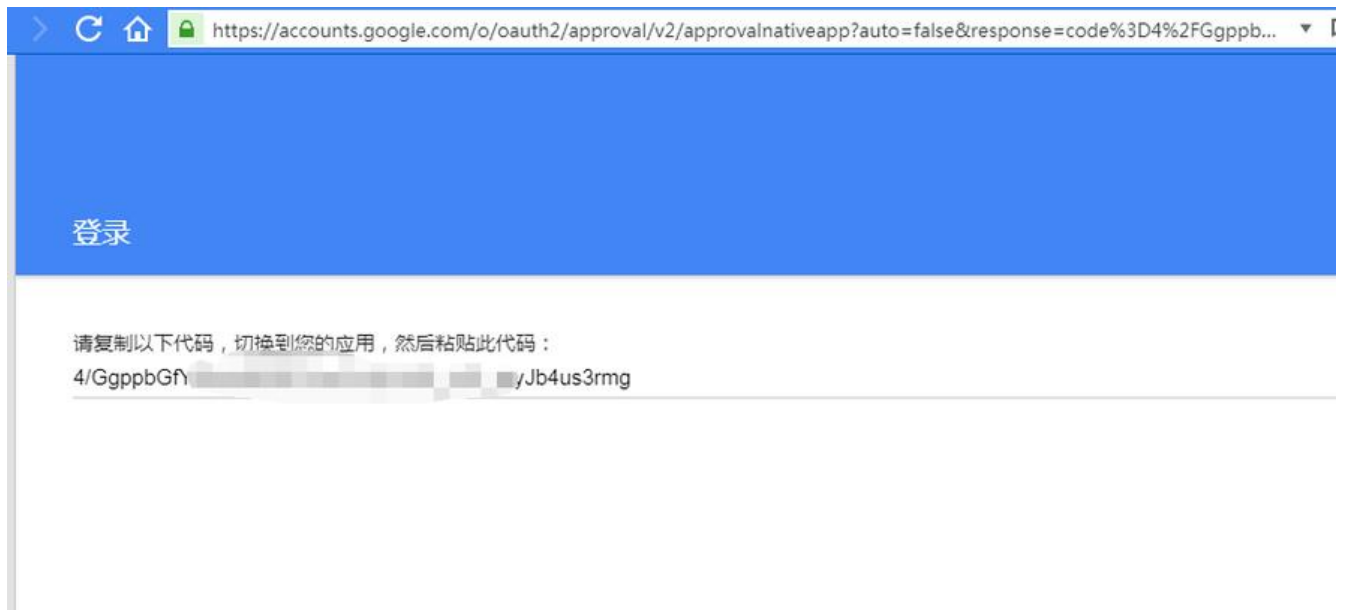 https://accounts.google.com/o/oauth2/approval/v2/approvalnativeapp?auto=false&response=code%3D4%2FGgppb...
登录
请复制以下代码，切换到您的应用，然后粘贴此代码：
4/GgppbGfY yJb4us3rmg